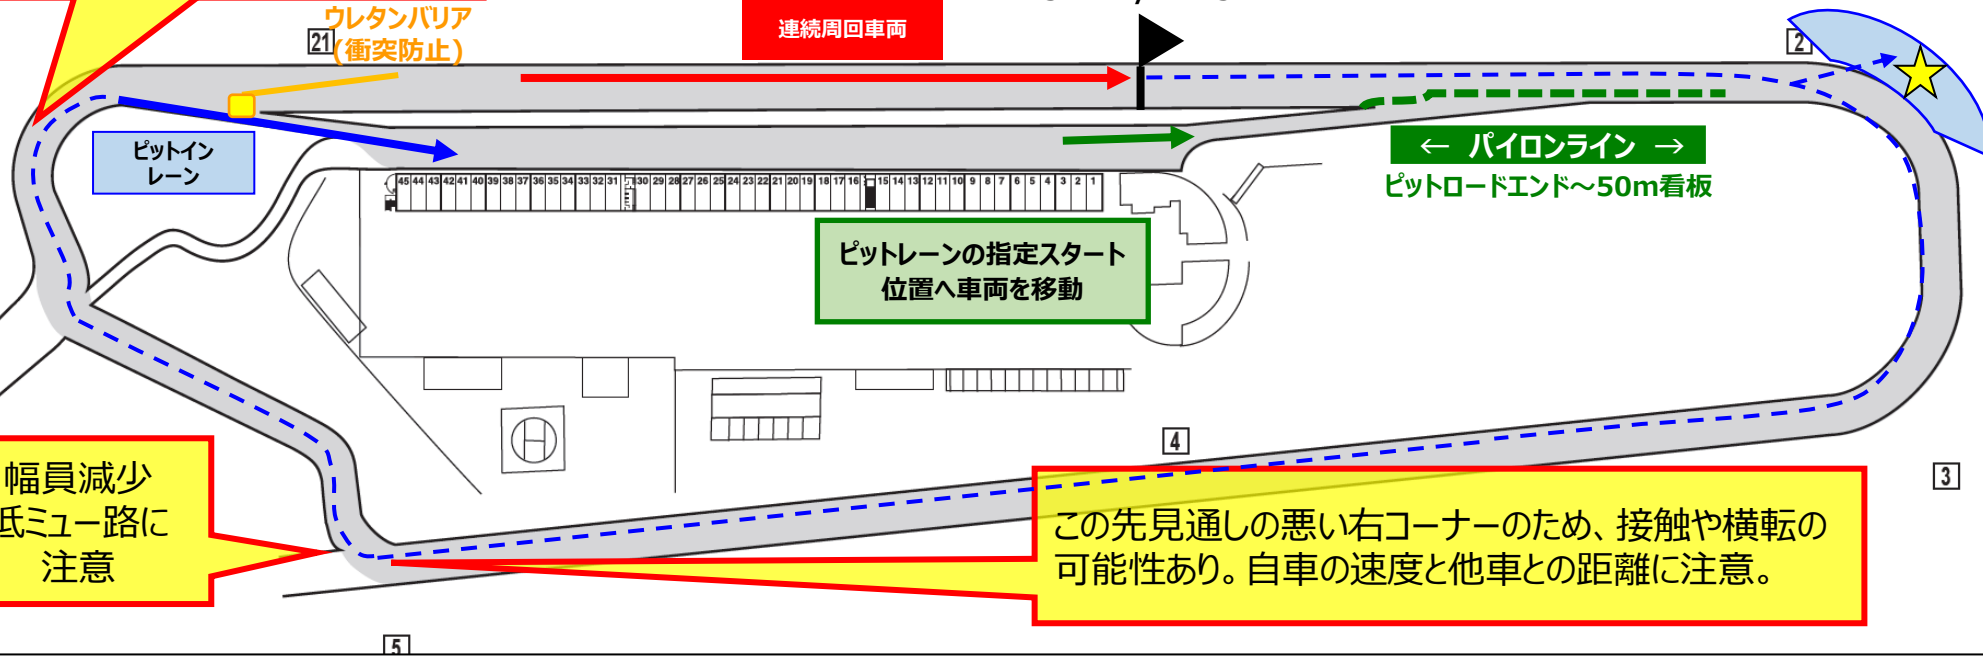 ウレタンバリア
(衝突防止)
21
連続周回車両
2
ピットイン
レーン
← パイロンライン →
ピットロードエンド～50m看板
45 44 43 42 41 40 39 38 37 36 35 34 33 32 31 30 29 28 27 26 25 24 23 22 21 20 19 18 17 16 15 14 13 12 11 10 9 8 7 6 5 4 3 2 1
ピットレーンの指定スタート
位置へ車両を移動
4
3
幅員減少
低ミュー路に
注意
この先見通しの悪い右コーナーのため、接触や横転の
可能性あり。自車の速度と他車との距離に注意。
5